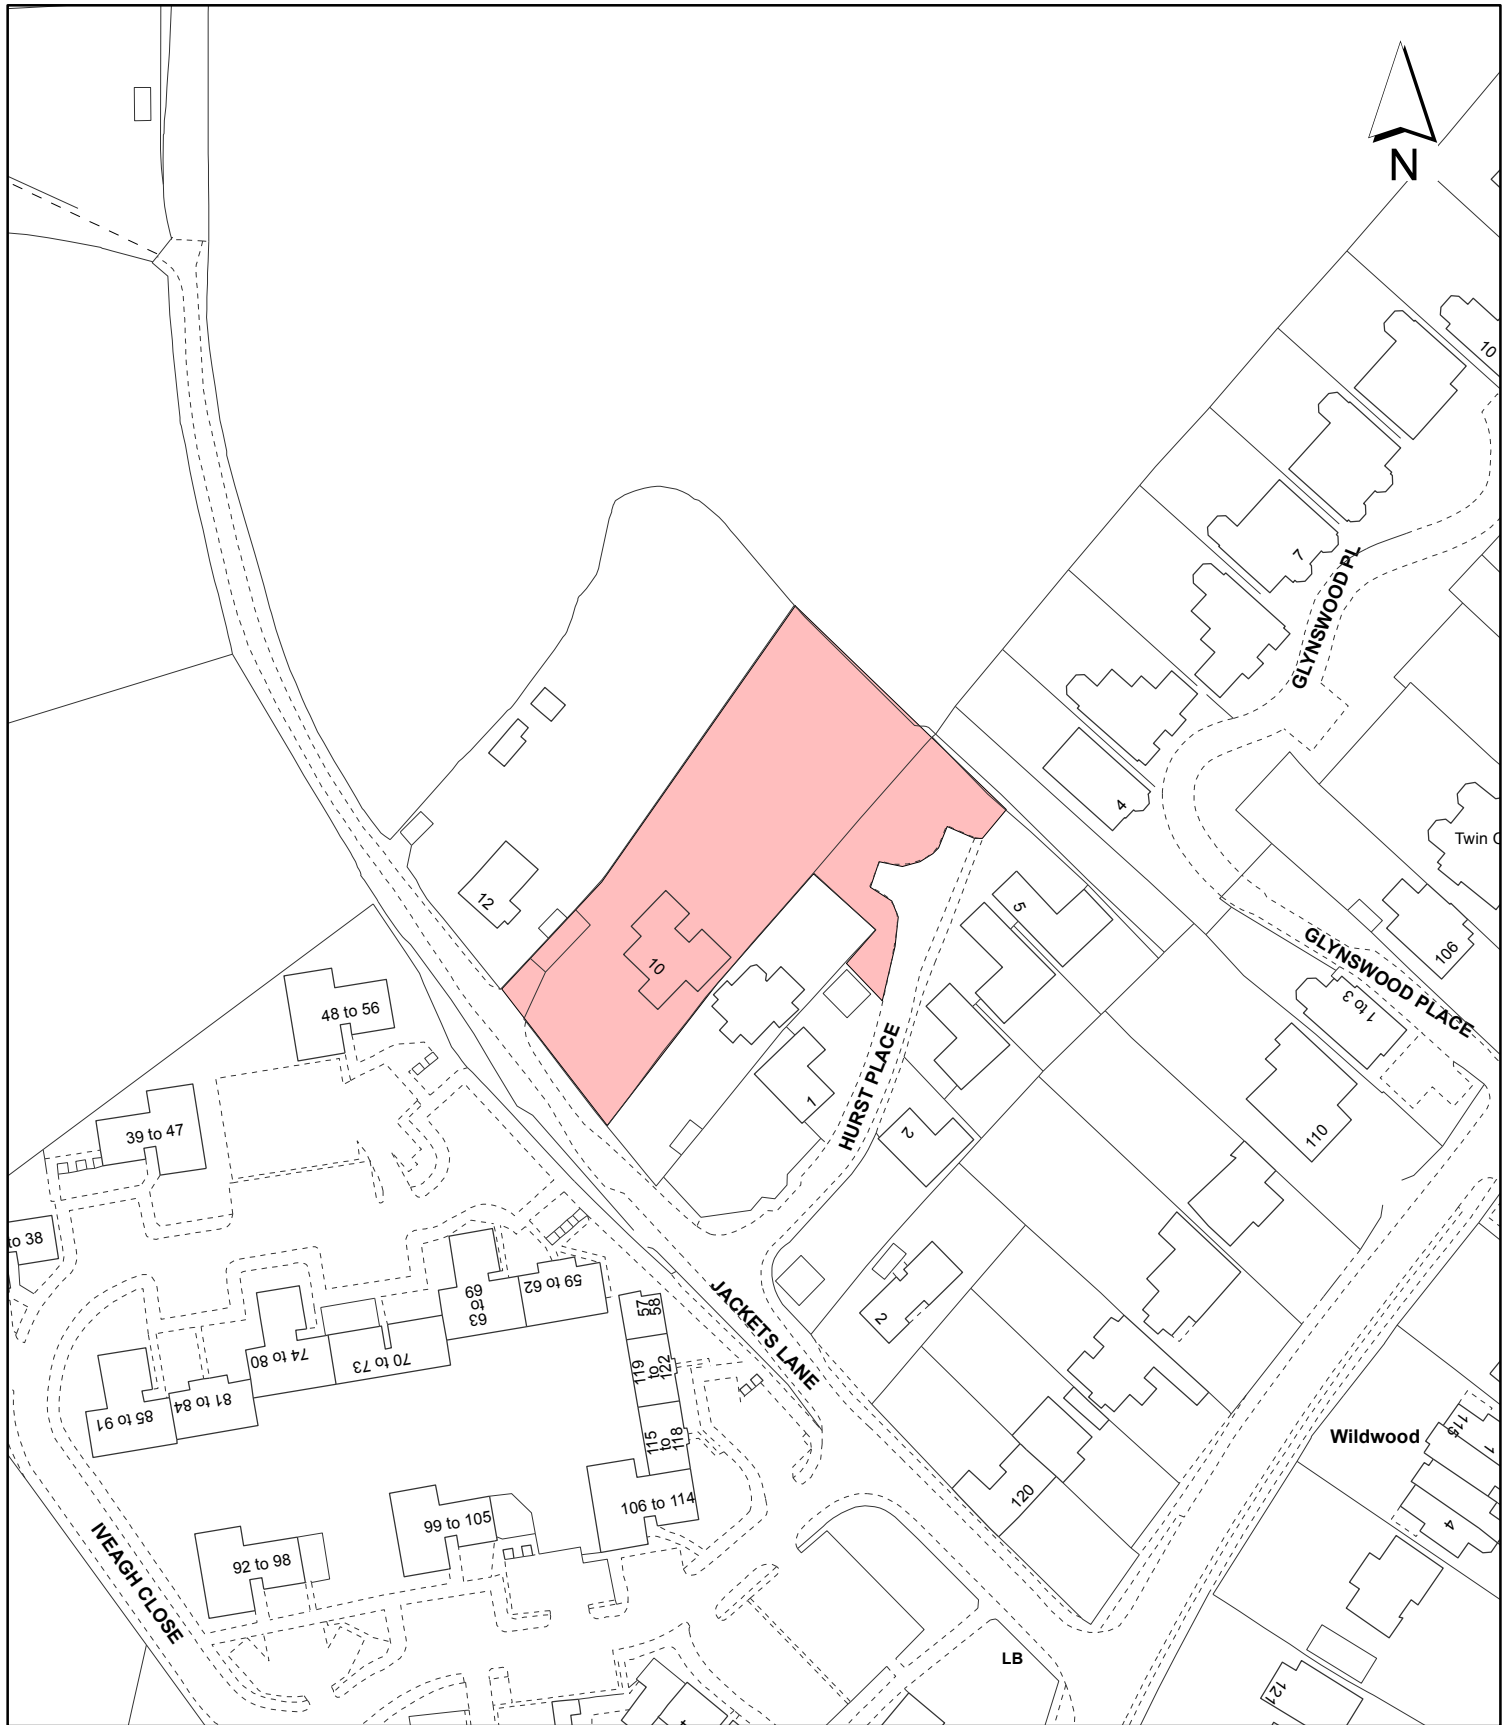 N
10
7
GLYNSWOOD PL
4
Twin
12
5
106
GLYNSWOOD PLACE
1 to 3
10
48 to 56
39 to 47
1
HURST PLACE
2
110
to 38
59 to 62
63
to
69
57
58
JACKETS LANE
2
74 to 80
70 to 73
119
to
122
81 to 84
85 to 91
115
to
118
Wildwood
115
1
4
120
106 to 114
99 to 105
92 to 98
IVEAGH CLOSE
LB
121